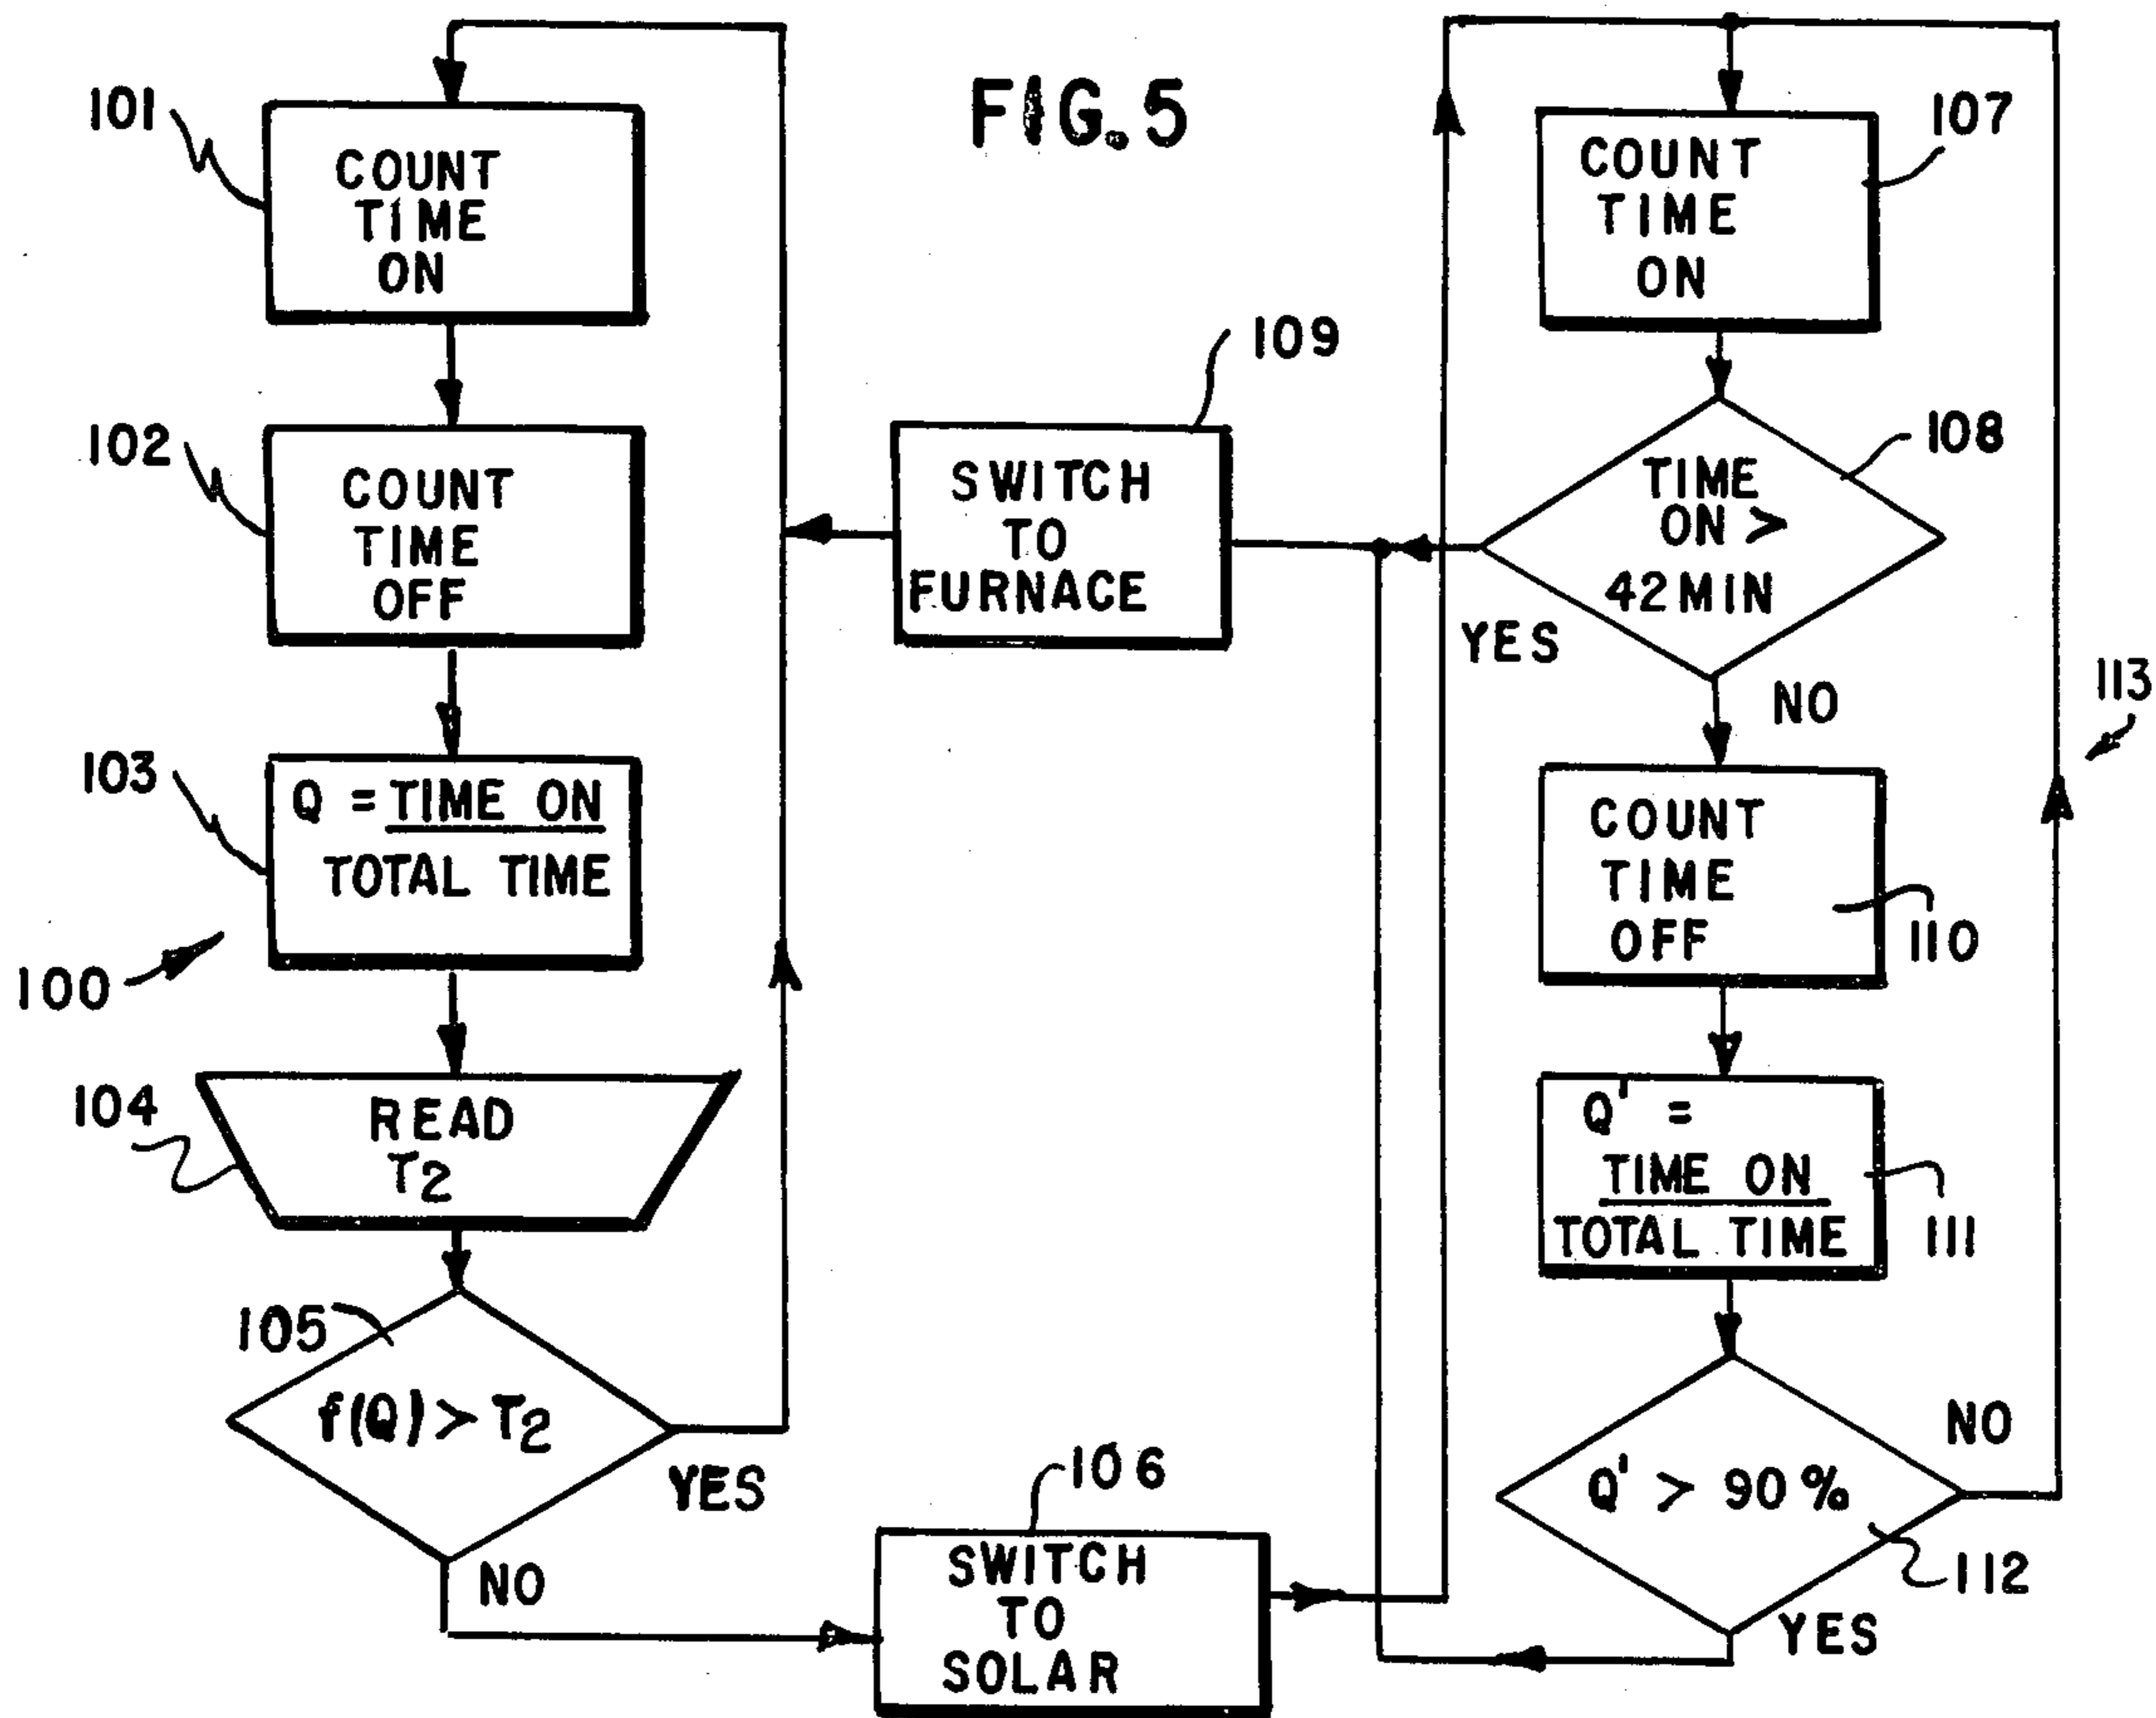 FIG. 5
101
COUNT
TIME
ON
102
COUNT
TIME
OFF
103
Q = TIME ON
TOTAL TIME
100
104
READ
T2
105
f(Q) > T2
YES
NO
106
SWITCH
TO
SOLAR
109
SWITCH
TO
FURNACE
107
COUNT
TIME
ON
108
TIME
ON >
42 MIN
YES
NO
113
COUNT
TIME
OFF
110
Q' =
TIME ON
TOTAL TIME
111
Q' > 90%
NO
112
YES